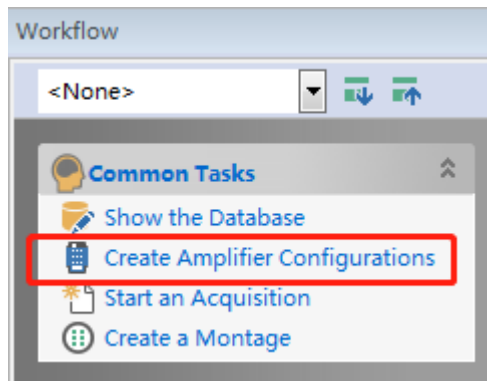 Workflow
<None>
Common Tasks
Show the Database
Create Amplifier Configurations
Start an Acquisition
Create a Montage